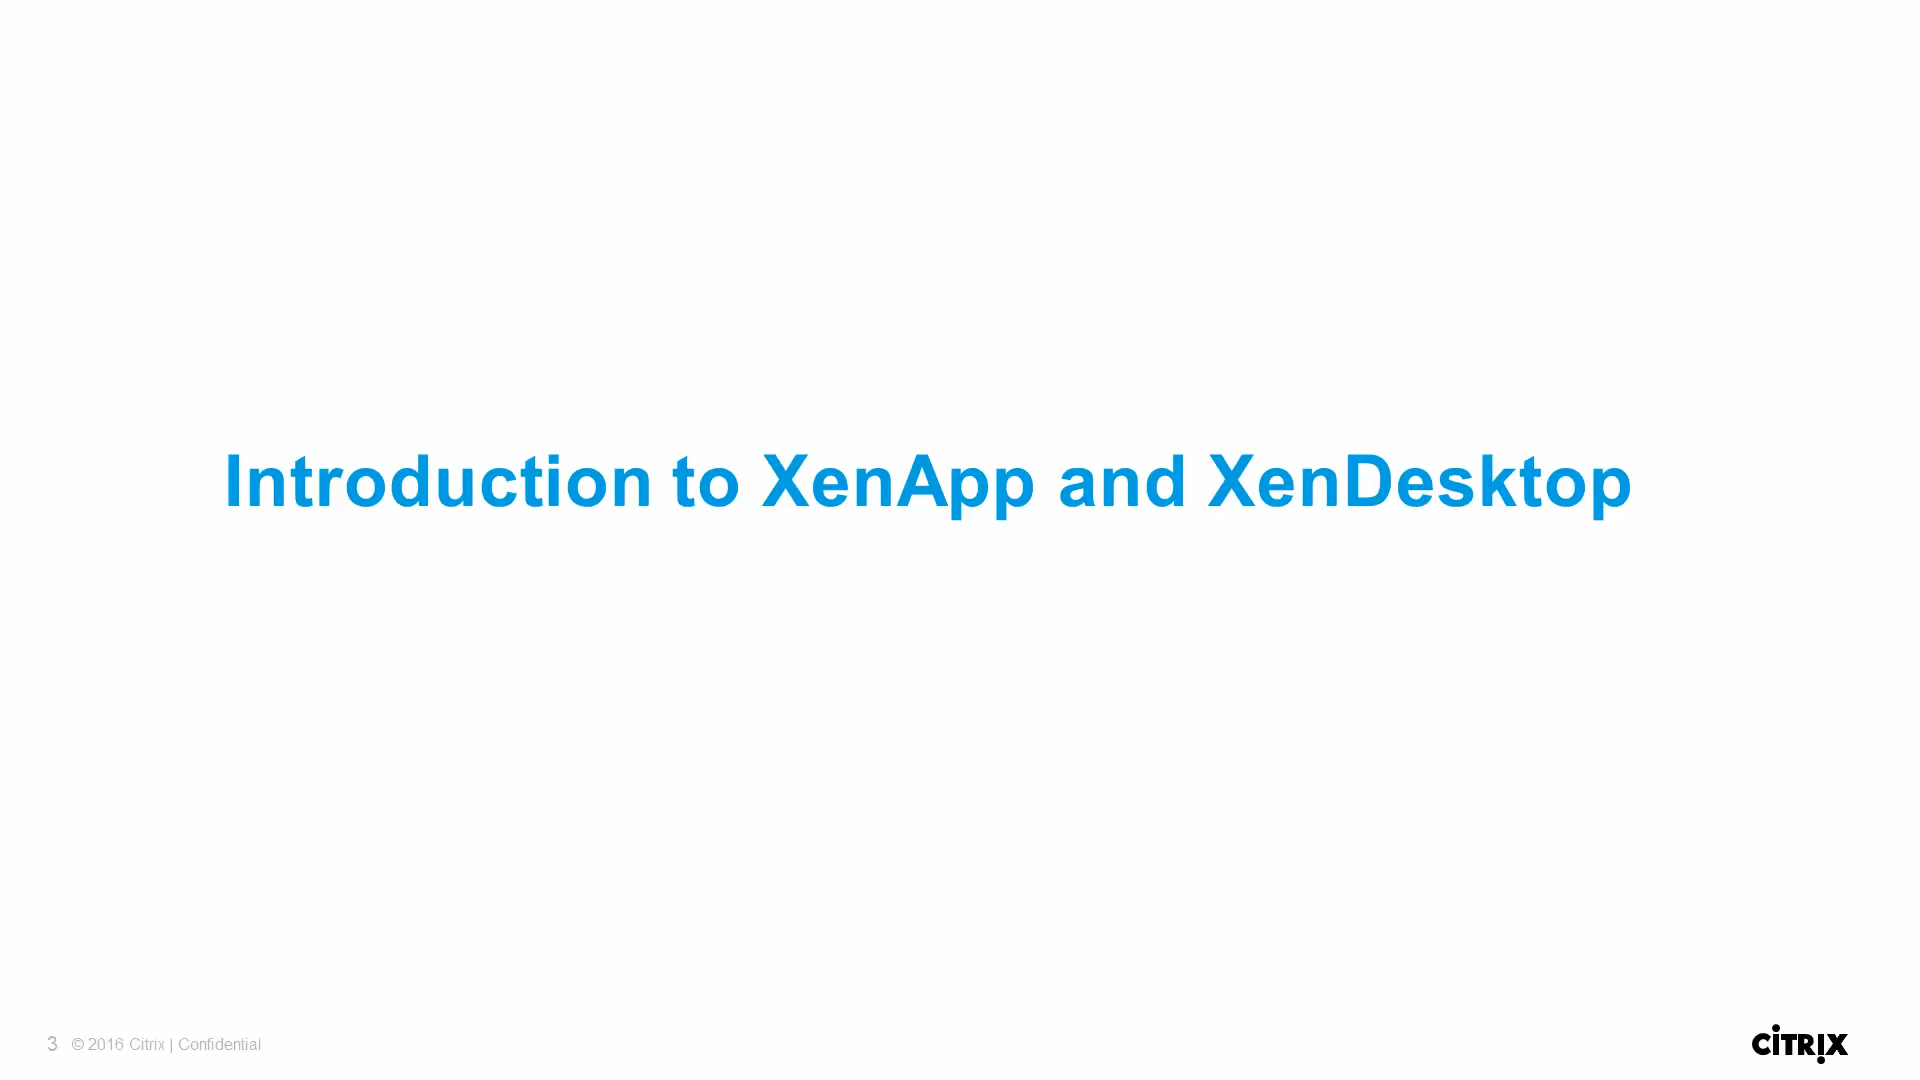 Introduction to XenApp and XenDesktop
3 © 2016 Citrix | Confidential
CiTRIX